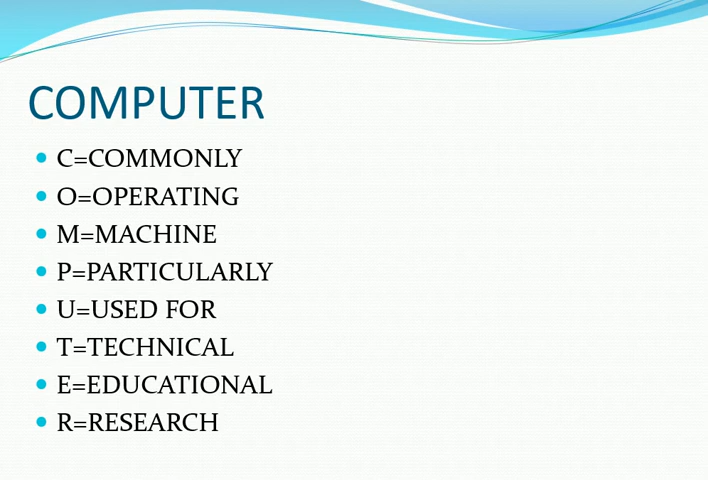 COMPUTER
C=COMMONLY
O=OPERATING
M=MACHINE
P=PARTICULARLY
U=USED FOR
T=TECHNICAL
E=EDUCATIONAL
R=RESEARCH